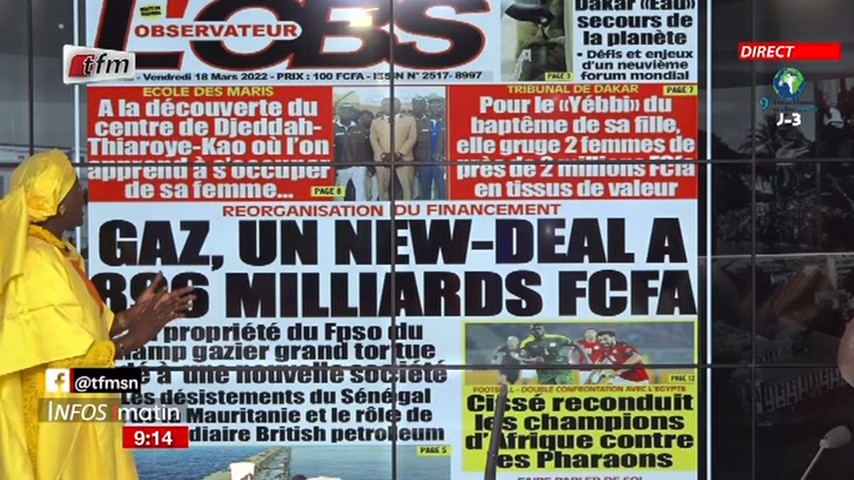 L'OBS
OBSERVATEUR
Vendredi 18 Mars 2022 - PRIX : 100 FCFA - ISSN N° 2517- 8997
Dakar «Eau»
secours de
la planète
• Défis et enjeux
d'un neuvième
forum mondial
PAGE 3
tfm
DIRECT
J-3
ECOLE DES MARIS
A la découverte du
centre de Djeddah-
Thiaroye-Kao où l'on
apprend à s'occuper
de sa femme...
PAGE 8
TRIBUNAL DE DAKAR
PAGE 7
Pour le «Yébbi» du
baptême de sa fille,
elle gruge 2 femmes de
près de 2 millions FCfa
en tissus de valeur
REORGANISATION DU FINANCEMENT
GAZ, UN NEW-DEAL A
896 MILLIARDS FCFA
propriété du Fpso du
champ gazier grand tortue
à une nouvelle société
Les désistements du Sénégal
Mauritanie et le rôle de
diaire British petroleum
PAGE 5
PAGE 12
FOOTBALL - DOUBLE CONFRONTATION AVEC L'EGYPTE
Cissé reconduit
les champions
d'Afrique contre
les Pharaons
FAIRE PARLER DE SOI
@tfmsn
INFOS matin
9:14